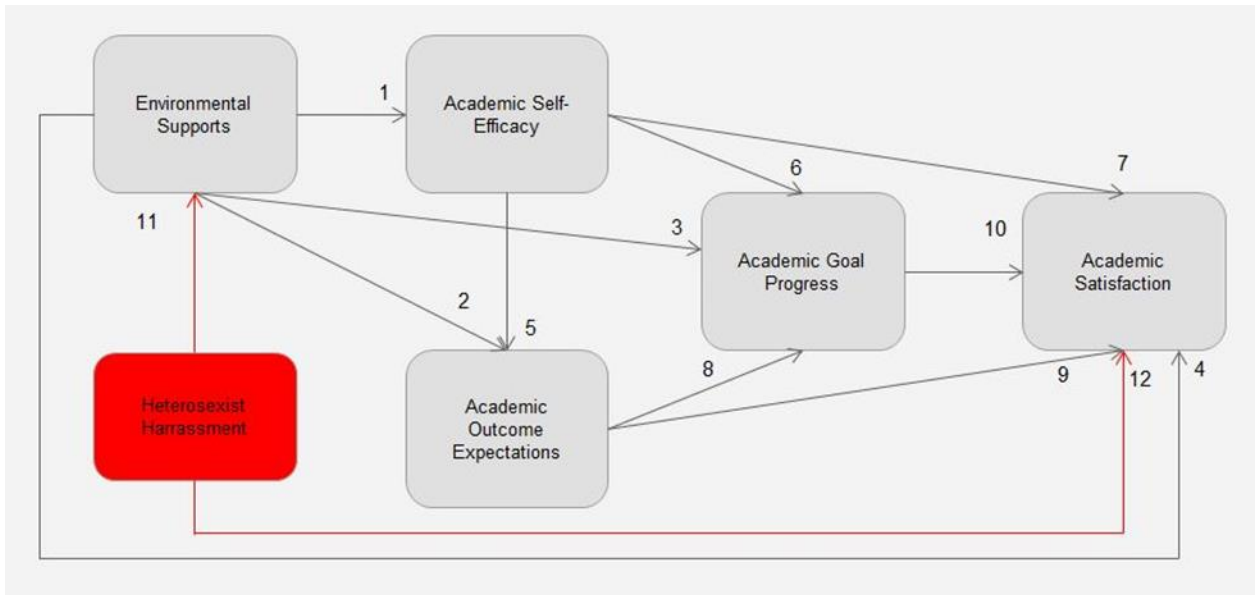 Environmental
Supports
1
Academic Self-
Efficacy
6
7
11
3
10
Academic Goal
Progress
Academic
Satisfaction
2
5
8
9
12
4
Heterosexist
Harrassment
Academic
Outcome
Expectations